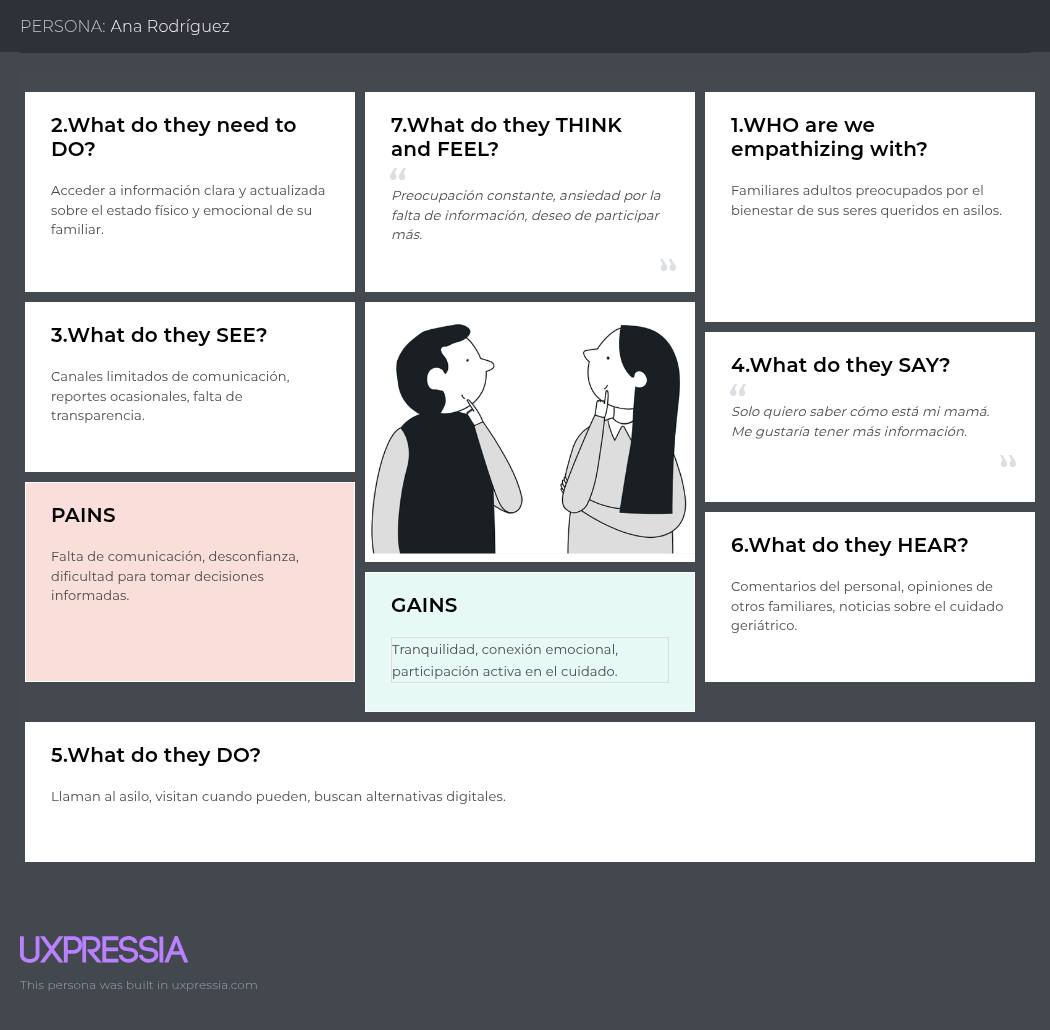 PERSONA: Ana Rodríguez
2.What do they need to
DO?
Acceder a información clara y actualizada
sobre el estado físico y emocional de su
familiar.
7.What do they THINK
and FEEL?
“
Preocupación constante, ansiedad por la
falta de información, deseo de participar
más.
”
1.WHO are we
empathizing with?
Familiares adultos preocupados por el
bienestar de sus seres queridos en asilos.
3.What do they SEE?
Canales limitados de comunicación,
reportes ocasionales, falta de
transparencia.
4.What do they SAY?
“
Solo quiero saber cómo está mi mamá.
Me gustaría tener más información.
”
PAINS
Falta de comunicación, desconfianza,
dificultad para tomar decisiones
informadas.
GAINS
Tranquilidad, conexión emocional,
participación activa en el cuidado.
6.What do they HEAR?
Comentarios del personal, opiniones de
otros familiares, noticias sobre el cuidado
geriátrico.
5.What do they DO?
Llaman al asilo, visitan cuando pueden, buscan alternativas digitales.
UXPRESSIA
This persona was built in uxpressia.com